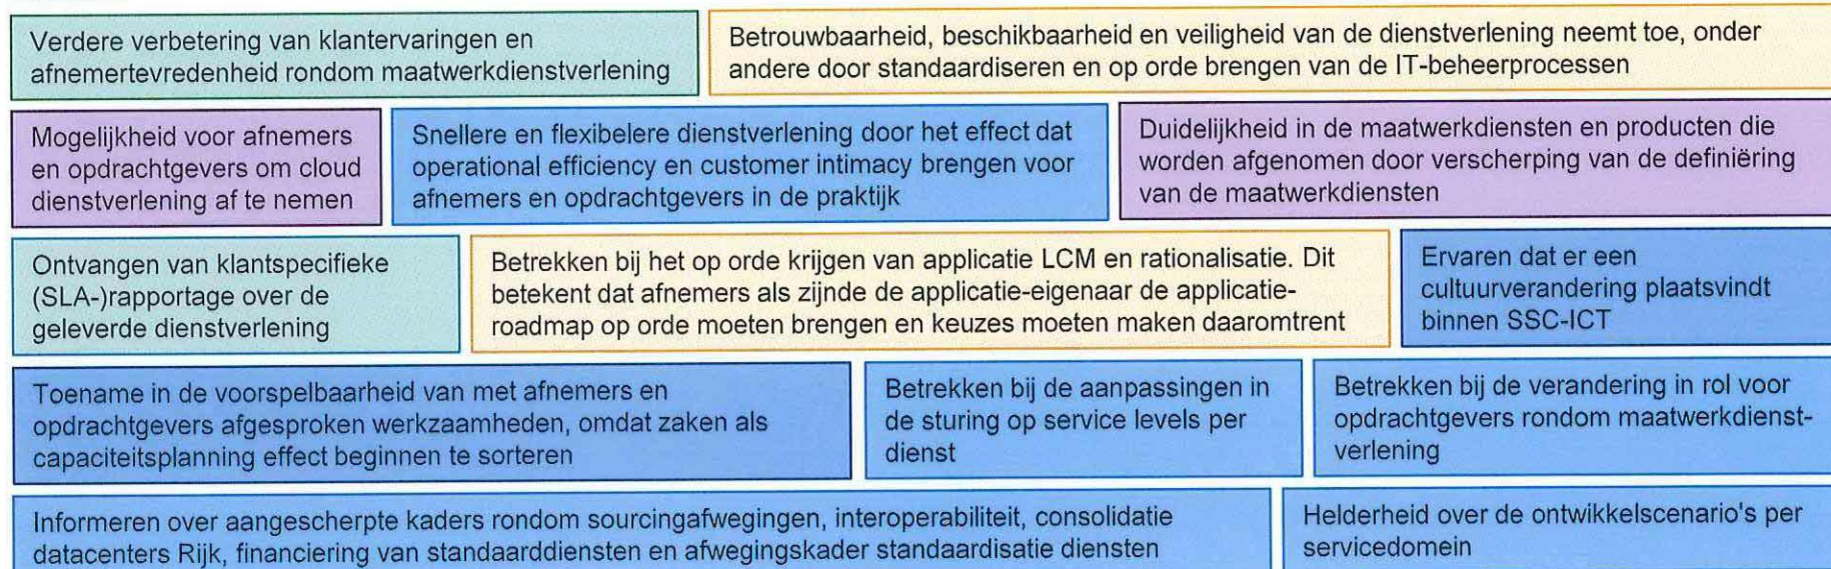 Verdere verbetering van klantervaringen en
afnemertevredenheid rondom maatwerkdienstverlening
Betrouwbaarheid, beschikbaarheid en veiligheid van de dienstverlening neemt toe, onder
andere door standaardiseren en op orde brengen van de IT-beheerprocessen
Mogelijkheid voor afnemers
en opdrachtgevers om cloud
dienstverlening af te nemen
Snellere en flexibelere dienstverlening door het effect dat
operational efficiency en customer intimacy brengen voor
afnemers en opdrachtgevers in de praktijk
Duidelijkheid in de maatwerkdiensten en producten die
worden afgenomen door verscherping van de definiëring
van de maatwerkdiensten
Ontvangen van klantspecifieke
(SLA-)rapportage over de
geleverde dienstverlening
Betrekken bij het op orde krijgen van applicatie LCM en rationalisatie. Dit
betekent dat afnemers als zijnde de applicatie-eigenaar de applicatie-
roadmap op orde moeten brengen en keuzes moeten maken daaromtrent
Ervaren dat er een
cultuurverandering plaatsvindt
binnen SSC-ICT
Toename in de voorspelbaarheid van met afnemers en
opdrachtgevers afgesproken werkzaamheden, omdat zaken als
capaciteitsplanning effect beginnen te sorteren
Betrekken bij de aanpassingen in
de sturing op service levels per
dienst
Betrekken bij de verandering in rol voor
opdrachtgevers rondom maatwerkdienst-
verlening
Informeren over aangescherpte kaders rondom sourcingafwegingen, interoperabiliteit, consolidatie
datacenters Rijk, financiering van standaarddiensten en afwegingskader standaardisatie diensten
Helderheid over de ontwikkelscenario's per
servicedomein